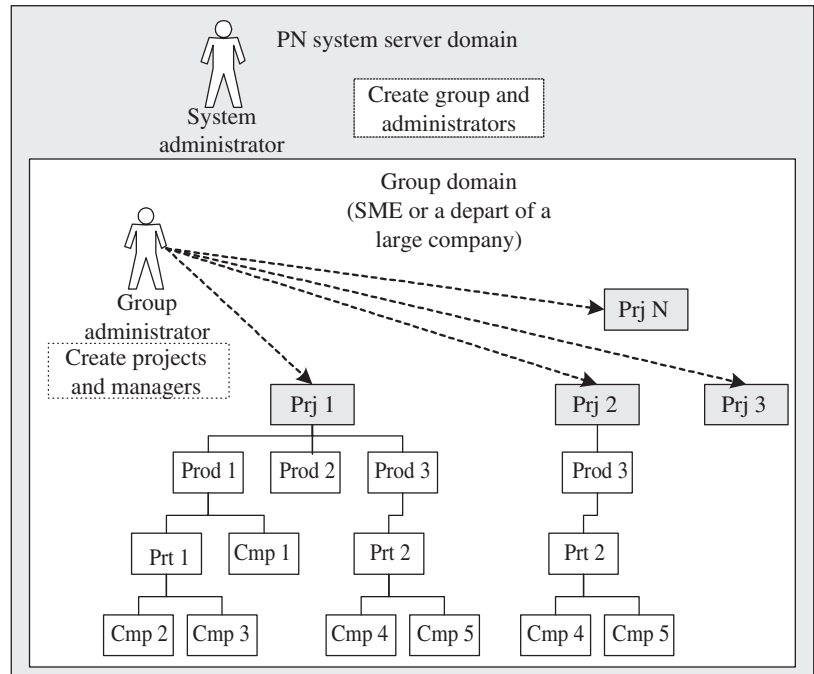 PN system server domain
System
administrator
Create group and
administrators
Group domain
(SME or a depart of a
large company)
Group
administrator
Create projects
and managers
Prj N
Prj 1
Prj 2
Prj 3
Prod 1
Prod 2
Prod 3
Prod 3
Prt 1
Cmp 1
Prt 2
Prt 2
Cmp 2
Cmp 3
Cmp 4
Cmp 5
Cmp 4
Cmp 5